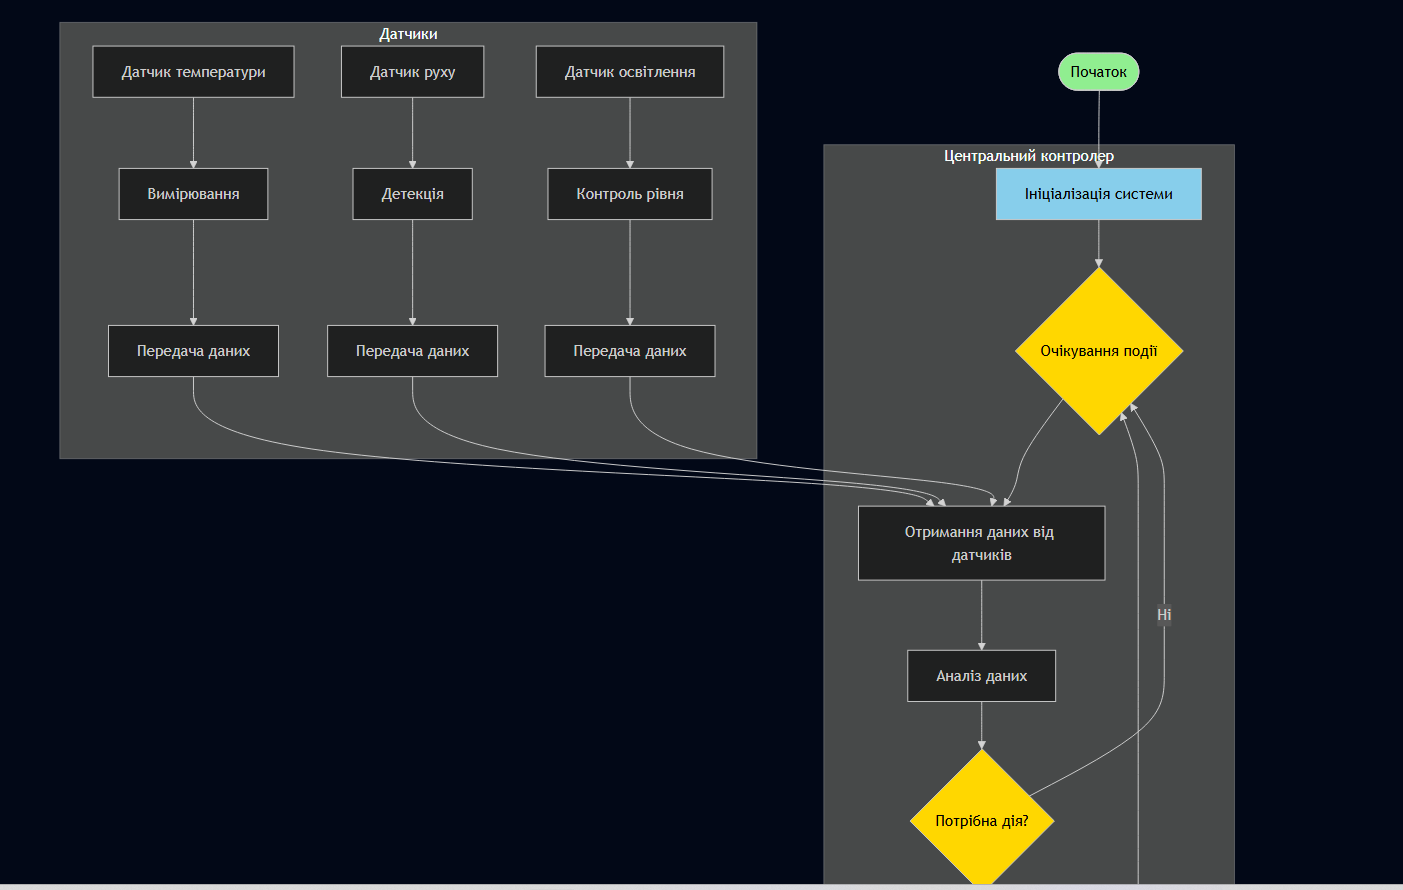 Датчики
Датчик температури
Датчик руху
Датчик освітлення
Вимірювання
Детекція
Контроль рівня
Передача даних
Передача даних
Передача даних
Початок
Центральний контролер
Ініціалізація системи
Очікування події
Отримання даних від
датчиків
Ні
Аналіз даних
Потрібна дія?